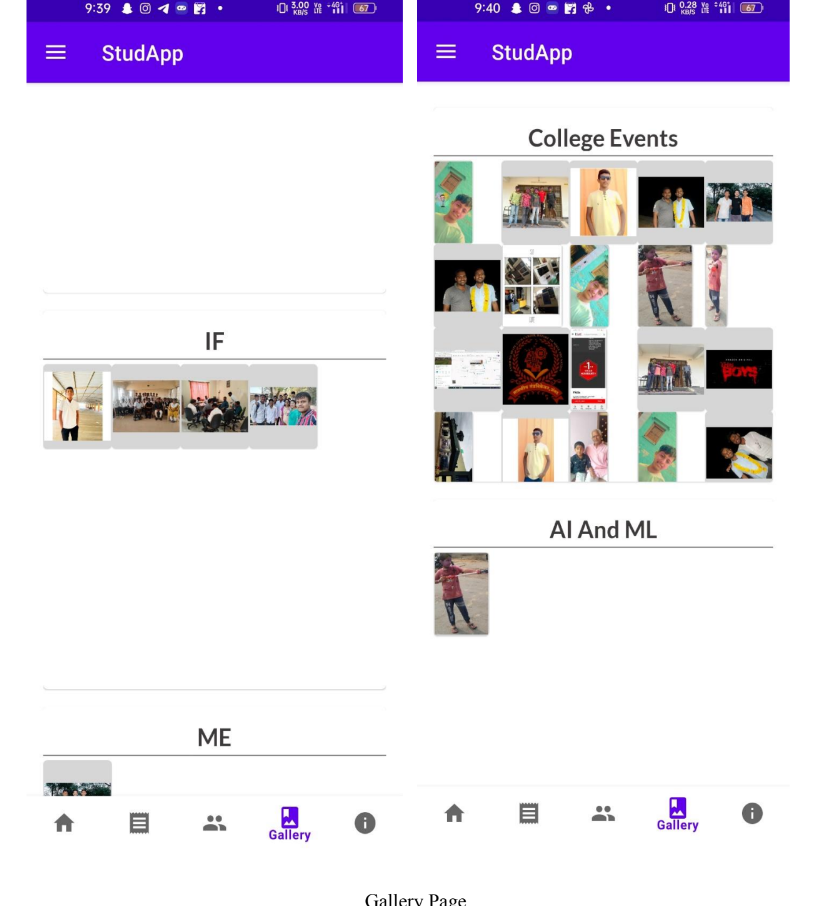 9:39
3.00 KB/S
Vo LTE
4G
67
StudApp
IF
ME
Gallery
9:40
0.28 KB/S
Vo LTE
4G
67
StudApp
College Events
BOYS
AI And ML
Gallery
Gallery Page